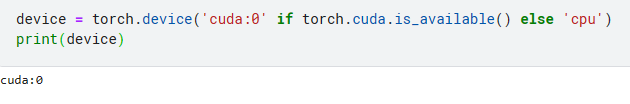 device = torch.device('cuda:0' if torch.cuda.is_available() else 'cpu')
print(device)
cuda:0